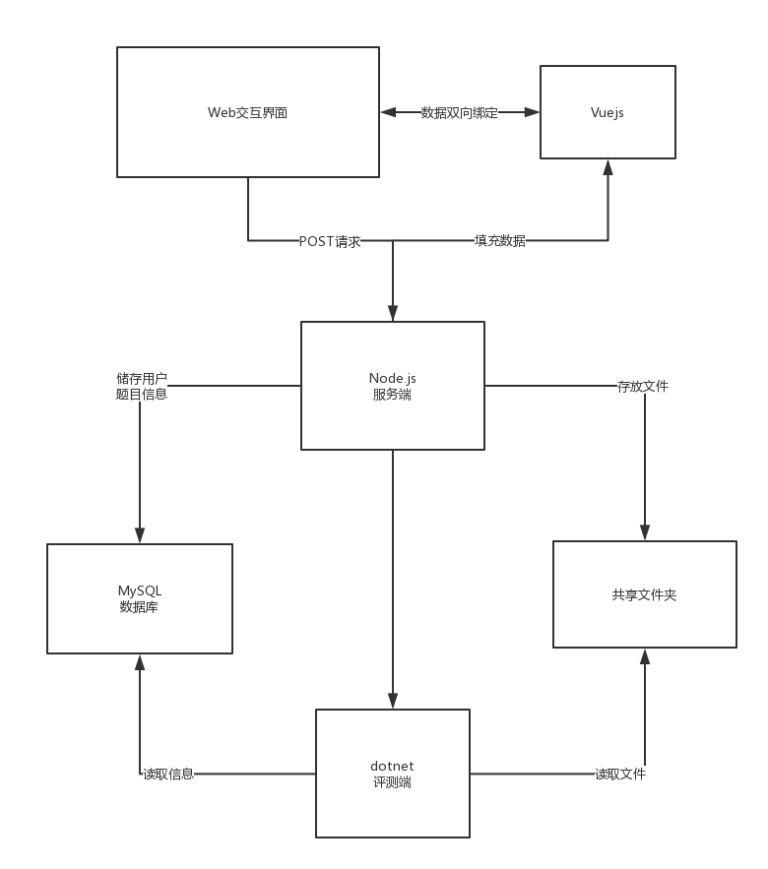 Web交互界面
数据双向绑定
Vuejs
POST请求
填充数据
Node.js
服务端
储存用户
题目信息
存放文件
MySQL
数据库
共享文件夹
dotnet
评测端
读取信息
读取文件